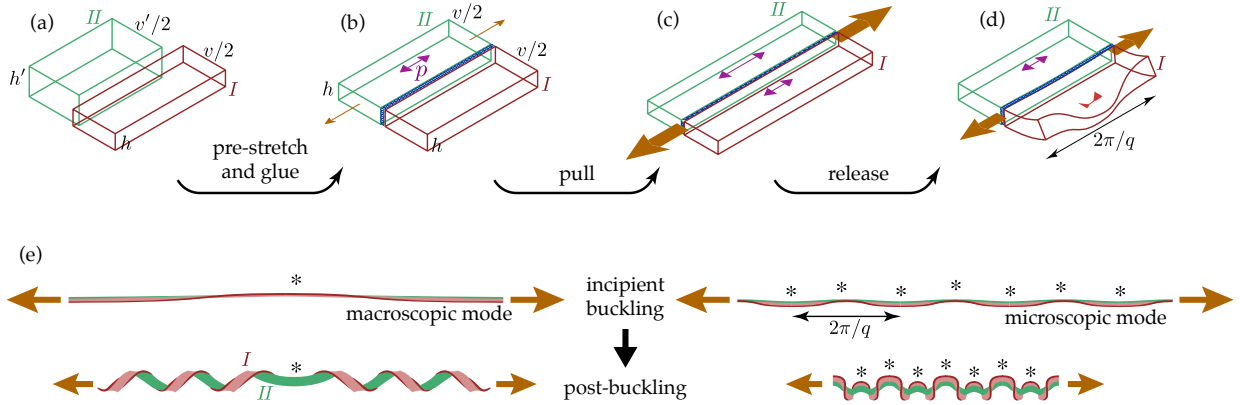 (a)
II
v′/2
v/2
h′
I
h
(b)
II
v/2
v/2
p
h
I
h
(c)
II
I
(d)
II
I
2π/q
pre-stretch
and glue
pull
release
(e)
*
macroscopic mode
incipient
buckling
* * * * * * *
2π/q
microscopic mode
I
*
II
post-buckling
* * * * * * *